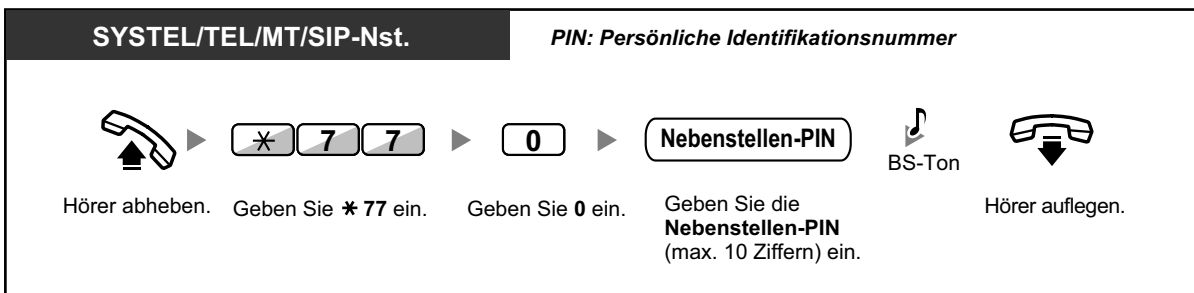 SYSTEL/TEL/MT/SIP-Nst.
PIN: Persönliche Identifikationsnummer
* 7 7
0
Nebenstellen-PIN
BS-Ton
Hörer abheben.
Geben Sie * 77 ein.
Geben Sie 0 ein.
Geben Sie die
Nebenstellen-PIN
(max. 10 Ziffern) ein.
Hörer auflegen.